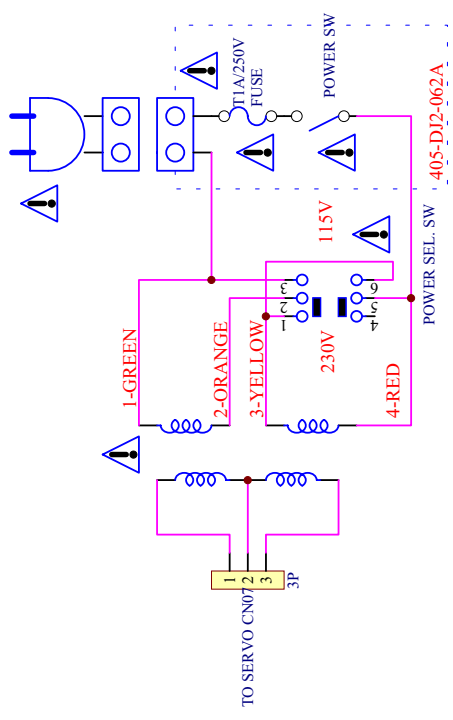 T1A/250V
FUSE
POWER SW
405-DJ2-062A
115V
POWER SEL. SW
3
2
1
6
5
4
230V
1-GREEN
2-ORANGE
3-YELLOW
4-RED
1
2
3
3P
TO SERVO CN07